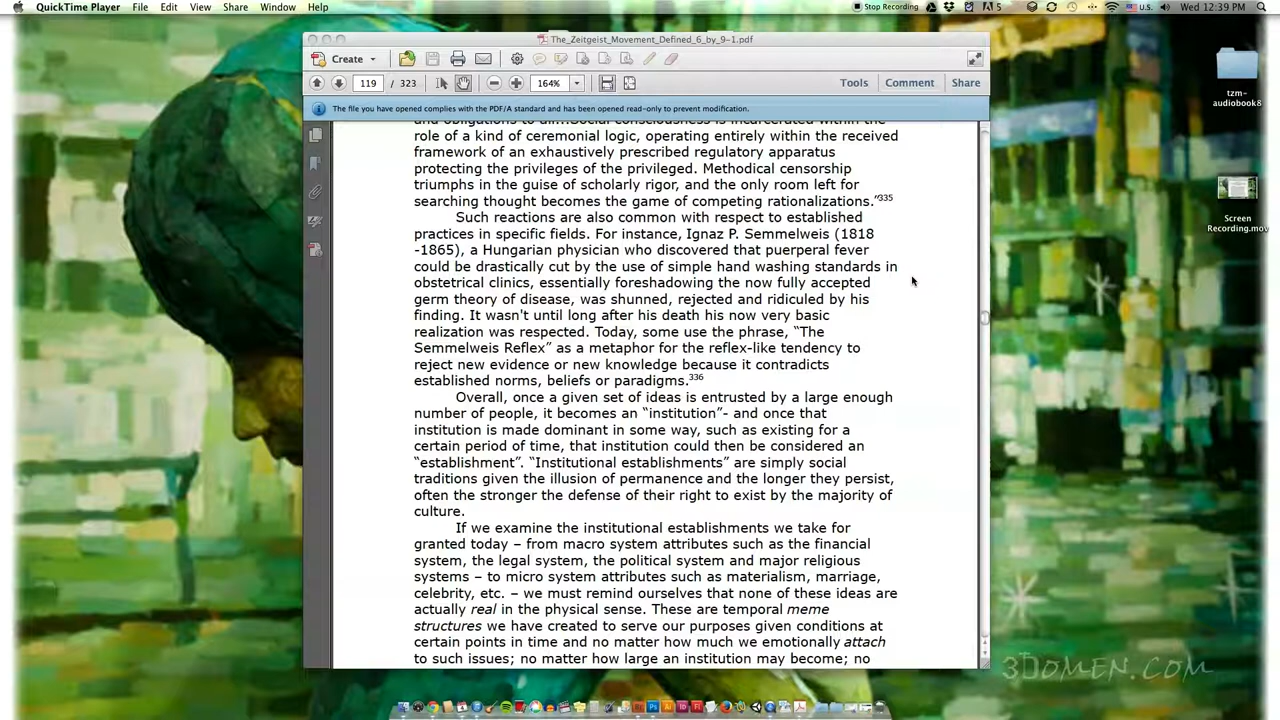 QuickTime Player File Edit View Share Window Help
Stop Recording 5 U.S. Wed 12:39 PM
The_Zeitgeist_Movement_Defined_6_by_9-1.pdf
Create
119 / 323 164% Tools Comment Share
The file you have opened complies with the PDF/A standard and has been opened read-only to prevent modification.
role of a kind of ceremonial logic, operating entirely within the received
framework of an exhaustively prescribed regulatory apparatus
protecting the privileges of the privileged. Methodical censorship
triumphs in the guise of scholarly rigor, and the only room left for
searching thought becomes the game of competing rationalizations.”335
Such reactions are also common with respect to established
practices in specific fields. For instance, Ignaz P. Semmelweis (1818
-1865), a Hungarian physician who discovered that puerperal fever
could be drastically cut by the use of simple hand washing standards in
obstetrical clinics, essentially foreshadowing the now fully accepted
germ theory of disease, was shunned, rejected and ridiculed by his
finding. It wasn't until long after his death his now very basic
realization was respected. Today, some use the phrase, “The
Semmelweis Reflex” as a metaphor for the reflex-like tendency to
reject new evidence or new knowledge because it contradicts
established norms, beliefs or paradigms.336
Overall, once a given set of ideas is entrusted by a large enough
number of people, it becomes an “institution”- and once that
institution is made dominant in some way, such as existing for a
certain period of time, that institution could then be considered an
“establishment”. “Institutional establishments” are simply social
traditions given the illusion of permanence and the longer they persist,
often the stronger the defense of their right to exist by the majority of
culture.
If we examine the institutional establishments we take for
granted today – from macro system attributes such as the financial
system, the legal system, the political system and major religious
systems – to micro system attributes such as materialism, marriage,
celebrity, etc. – we must remind ourselves that none of these ideas are
actually real in the physical sense. These are temporal meme
structures we have created to serve our purposes given conditions at
certain points in time and no matter how much we emotionally attach
to such issues; no matter how large an institution may become; no
tzm-
audiobook8
Screen
Recording.mov
3DOMEN.COM